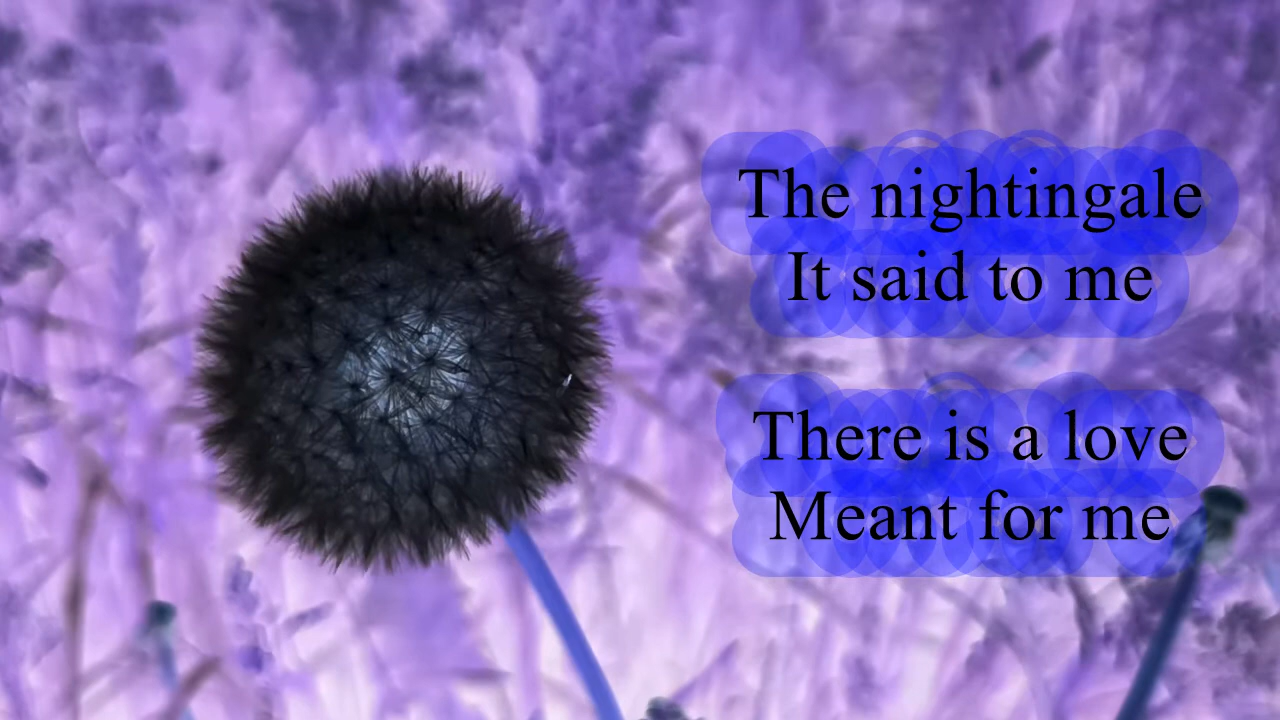 The nightingale
It said to me
There is a love
Meant for me